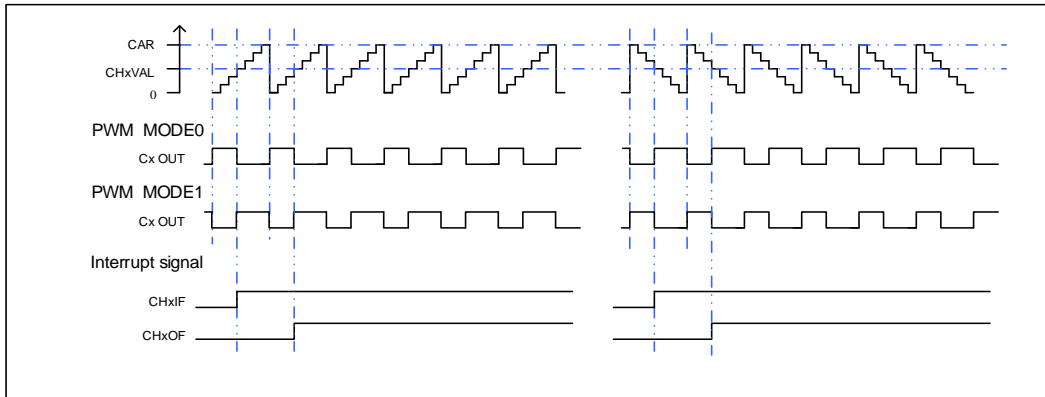 CAR
CHxVAL
0
PWM MODE0
Cx OUT
PWM MODE1
Cx OUT
Interrupt signal
CHxIF
CHxOF